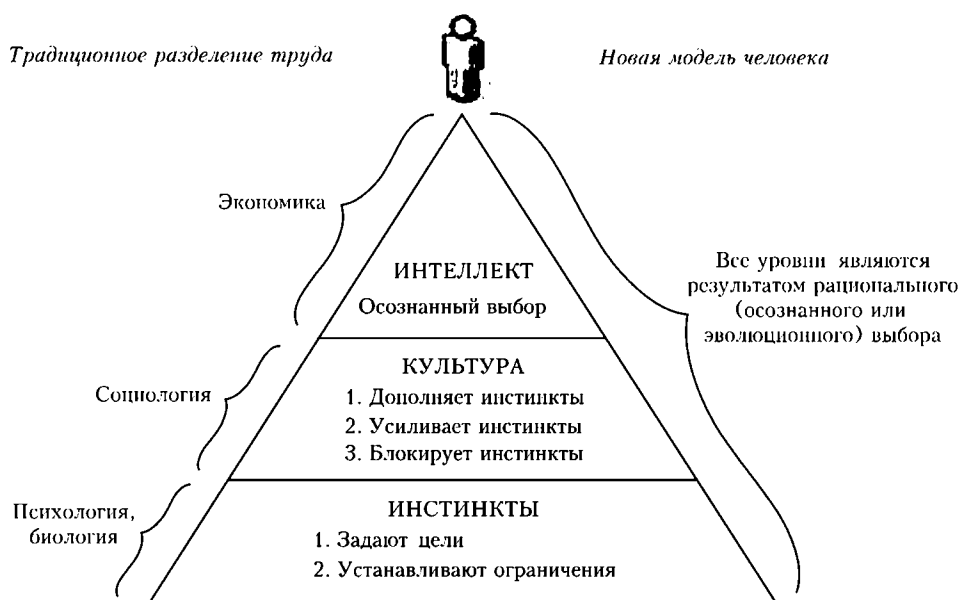 Традиционное разделение труда
Новая модель человека
Экономика
ИНТЕЛЛЕКТ
Осознанный выбор
Все уровни являются
результатом рационального
(осознанного или
эволюционного) выбора
Социология
КУЛЬТУРА
1. Дополняет инстинкты
2. Усиливает инстинкты
3. Блокирует инстинкты
Психология,
биология
ИНСТИНКТЫ
1. Задают цели
2. Устанавливают ограничения